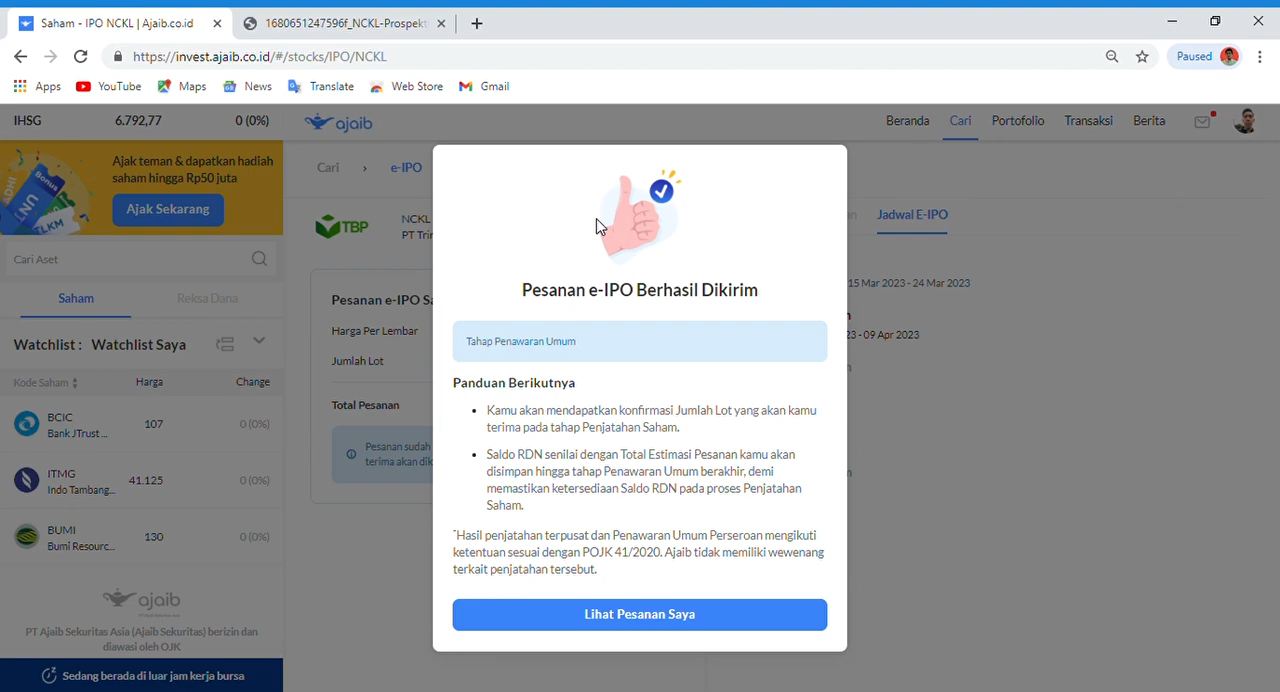 Saham - IPO NCKL | Ajaib.co.id
1680651247596f_NCKL-Prospekt
https://invest.ajaib.co.id/#/stocks/IPO/NCKL
Paused
Apps
YouTube
Maps
News
Translate
Web Store
Gmail
IHSG 6.792,77 0 (0%)
ajaib
Beranda
Cari
Portofolio
Transaksi
Berita
Ajak teman & dapatkan hadiah
saham hingga Rp50 juta
Ajak Sekarang
Cari Aset
Saham
Reksa Dana
Watchlist : Watchlist Saya
Kode Saham Harga Change
BCIC 107 0 (0%)
Bank JTrust ...
ITMG 41.125 0 (0%)
Indo Tambang...
BUMI 130 0 (0%)
Bumi Resourc...
ajaib
PT Ajaib Sekuritas Asia (Ajaib Sekuritas) berizin dan
diawasi oleh OJK
Sedang berada di luar jam kerja bursa
Cari › e-IPO
TBP
NCKL
PT Trir
Jadwal E-IPO
Pesanan e-IPO Sa
Harga Per Lembar
Jumlah Lot
Total Pesanan
Pesanan sudah
terima akan dik
15 Mar 2023 - 24 Mar 2023
23 - 09 Apr 2023
Pesanan e-IPO Berhasil Dikirim
Tahap Penawaran Umum
Panduan Berikutnya
• Kamu akan mendapatkan konfirmasi Jumlah Lot yang akan kamu
terima pada tahap Penjatahan Saham.
• Saldo RDN senilai dengan Total Estimasi Pesanan kamu akan
disimpan hingga tahap Penawaran Umum berakhir, demi
memastikan ketersediaan Saldo RDN pada proses Penjatahan
Saham.
*Hasil penjatahan terpusat dan Penawaran Umum Perseroan mengikuti
ketentuan sesuai dengan POJK 41/2020. Ajaib tidak memiliki wewenang
terkait penjatahan tersebut.
Lihat Pesanan Saya